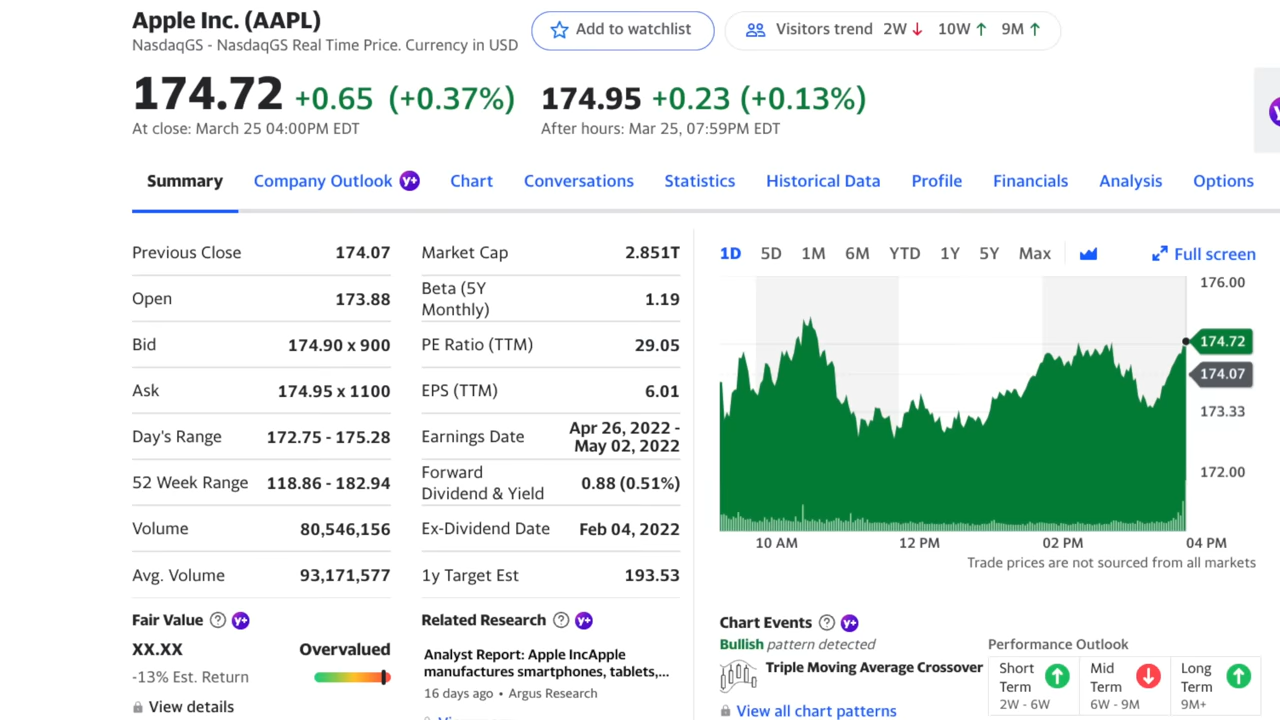 Apple Inc. (AAPL)
NasdaqGS - NasdaqGS Real Time Price. Currency in USD
Add to watchlist
Visitors trend 2W 10W 9M
174.72 +0.65 (+0.37%)
At close: March 25 04:00PM EDT
174.95 +0.23 (+0.13%)
After hours: Mar 25, 07:59PM EDT
Summary Company Outlook y+ Chart Conversations Statistics Historical Data Profile Financials Analysis Options
Previous Close 174.07
Open 173.88
Bid 174.90 x 900
Ask 174.95 x 1100
Day's Range 172.75 - 175.28
52 Week Range 118.86 - 182.94
Volume 80,546,156
Avg. Volume 93,171,577
Market Cap 2.851T
Beta (5Y
Monthly) 1.19
PE Ratio (TTM) 29.05
EPS (TTM) 6.01
Earnings Date Apr 26, 2022 -
May 02, 2022
Forward
Dividend & Yield 0.88 (0.51%)
Ex-Dividend Date Feb 04, 2022
1y Target Est 193.53
1D 5D 1M 6M YTD 1Y 5Y Max Full screen
176.00
174.72
174.07
173.33
172.00
10 AM 12 PM 02 PM 04 PM
Trade prices are not sourced from all markets
Fair Value ? y+
XX.XX Overvalued
-13% Est. Return
View details
Related Research ? y+
Analyst Report: Apple IncApple
manufactures smartphones, tablets,...
16 days ago • Argus Research
Chart Events ? y+
Bullish pattern detected
Triple Moving Average Crossover
View all chart patterns
Performance Outlook
Short
Term
2W - 6W
Mid
Term
6W - 9M
Long
Term
9M+